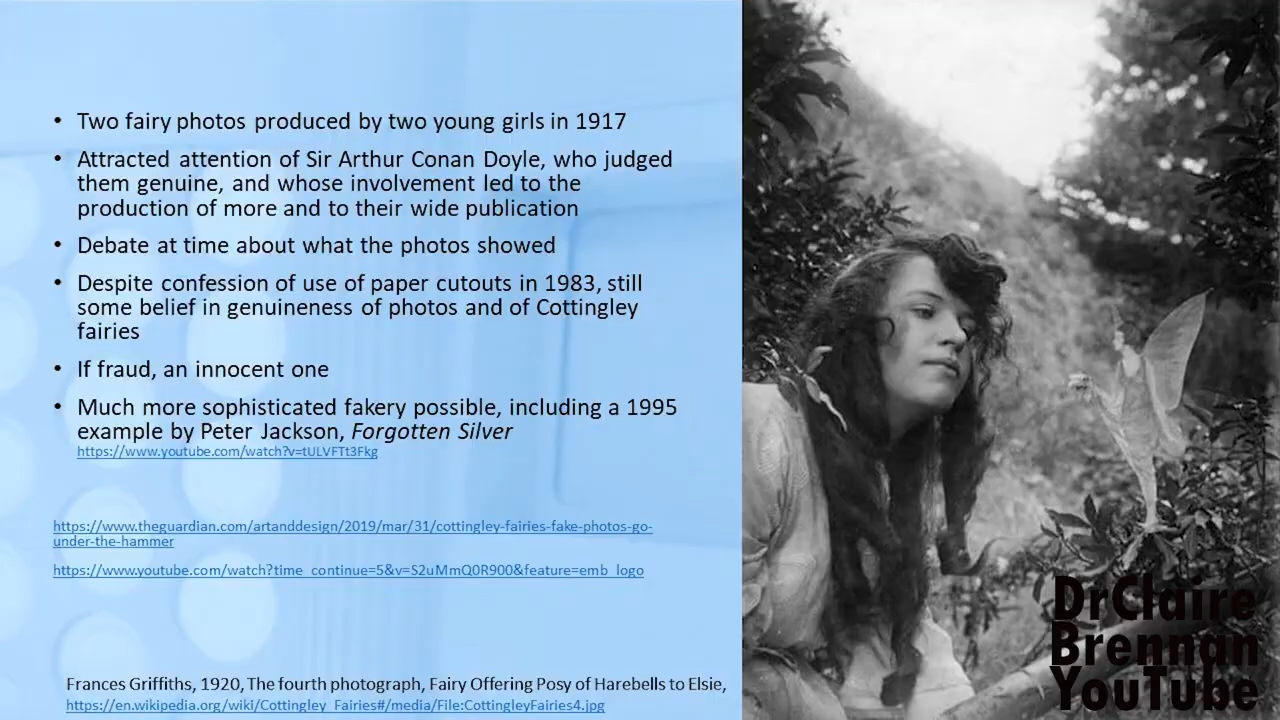 • Two fairy photos produced by two young girls in 1917
• Attracted attention of Sir Arthur Conan Doyle, who judged
them genuine, and whose involvement led to the
production of more and to their wide publication
• Debate at time about what the photos showed
• Despite confession of use of paper cutouts in 1983, still
some belief in genuineness of photos and of Cottingley
fairies
• If fraud, an innocent one
• Much more sophisticated fakery possible, including a 1995
example by Peter Jackson, Forgotten Silver
https://www.youtube.com/watch?v=tULVFTt3Fkg
https://www.theguardian.com/artanddesign/2019/mar/31/cottingley-fairies-fake-photos-go-
under-the-hammer
https://www.youtube.com/watch?time_continue=5&v=S2uMmQ0R900&feature=emb_logo
Frances Griffiths, 1920, The fourth photograph, Fairy Offering Posy of Harebells to Elsie,
https://en.wikipedia.org/wiki/Cottingley_Fairies#/media/File:CottingleyFairies4.jpg
DrClaire
Brennan
YouTube